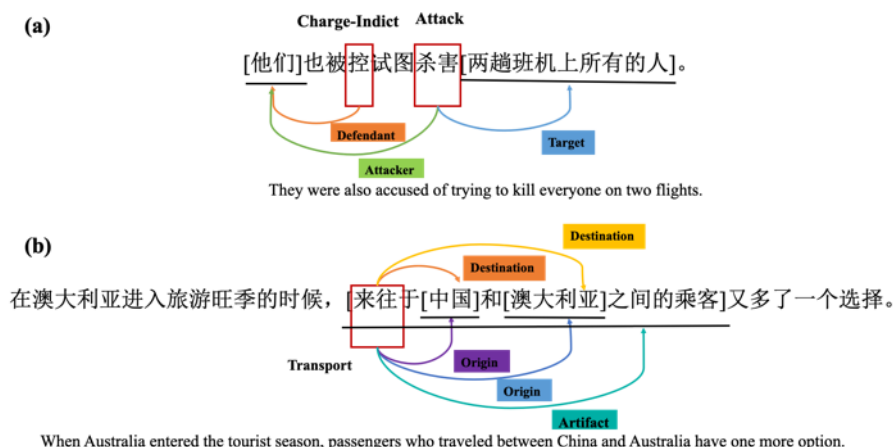 (a)
Charge-Indict Attack
[他们]也被控试图杀害[两趟班机上所有的人]。
Defendant
Target
Attacker
They were also accused of trying to kill everyone on two flights.
(b)
Destination
Destination
在澳大利亚进入旅游旺季的时候，[来往于[中国]和[澳大利亚]之间的乘客]又多了一个选择。
Transport
Origin
Origin
Artifact
When Australia entered the tourist season, passengers who traveled between China and Australia have one more option.